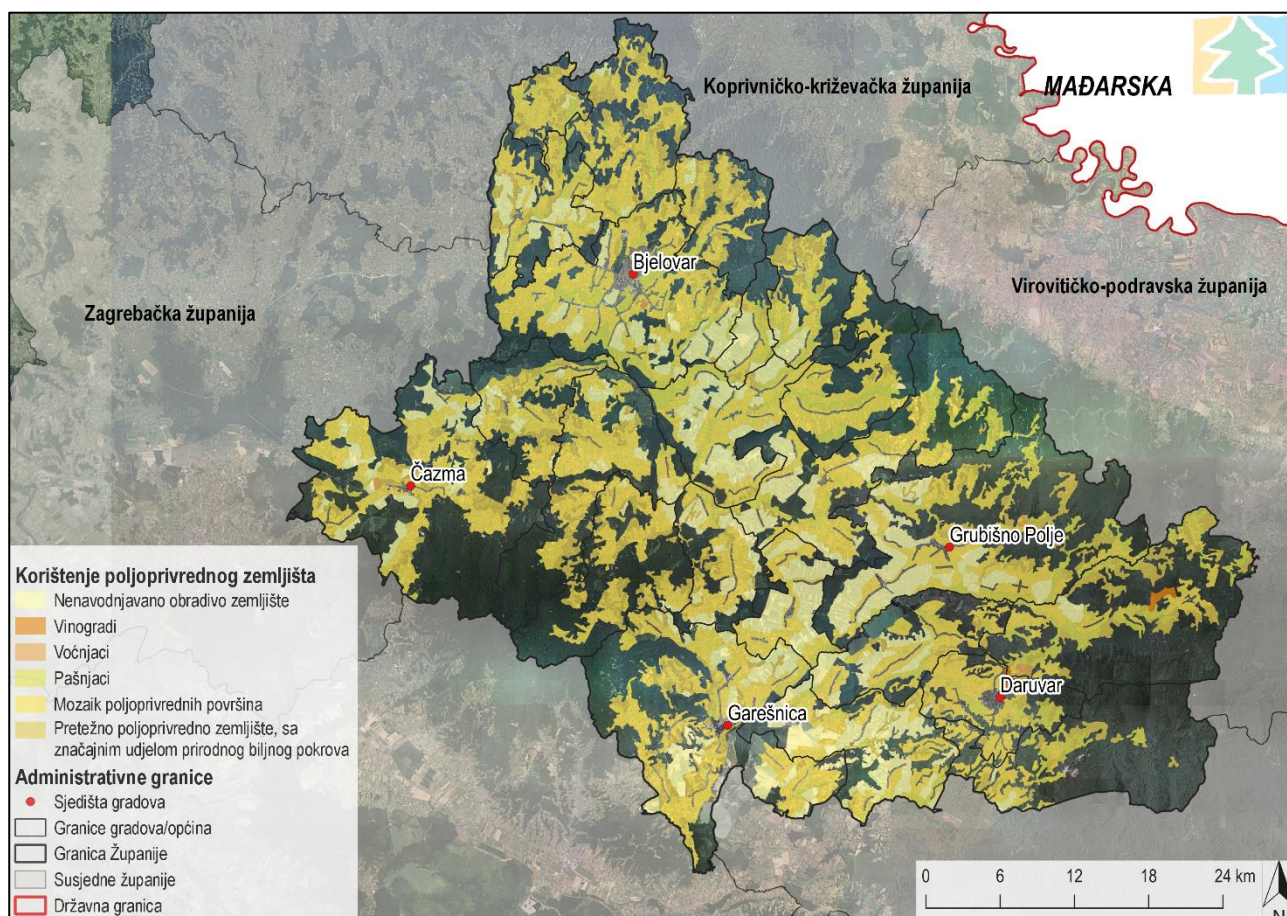 Koprivničko-križevačka županija
MAĐARSKA
Bjelovar
Virovitičko-podravska županija
Zagrebačka županija
Čazma
Grubišno Polje
Daruvar
Garešnica
Korištenje poljoprivrednog zemljišta
Nenavodnjavano obradivo zemljište
Vinogradi
Voćnjaci
Pašnjaci
Mozaik poljoprivrednih površina
Pretežno poljoprivredno zemljište, sa
značajnim udjelom prirodnog biljnog pokrova
Administrativne granice
Sjedišta gradova
Granice gradova/općina
Granica Županije
Susjedne županije
Državna granica
0 6 12 18 24 km
N